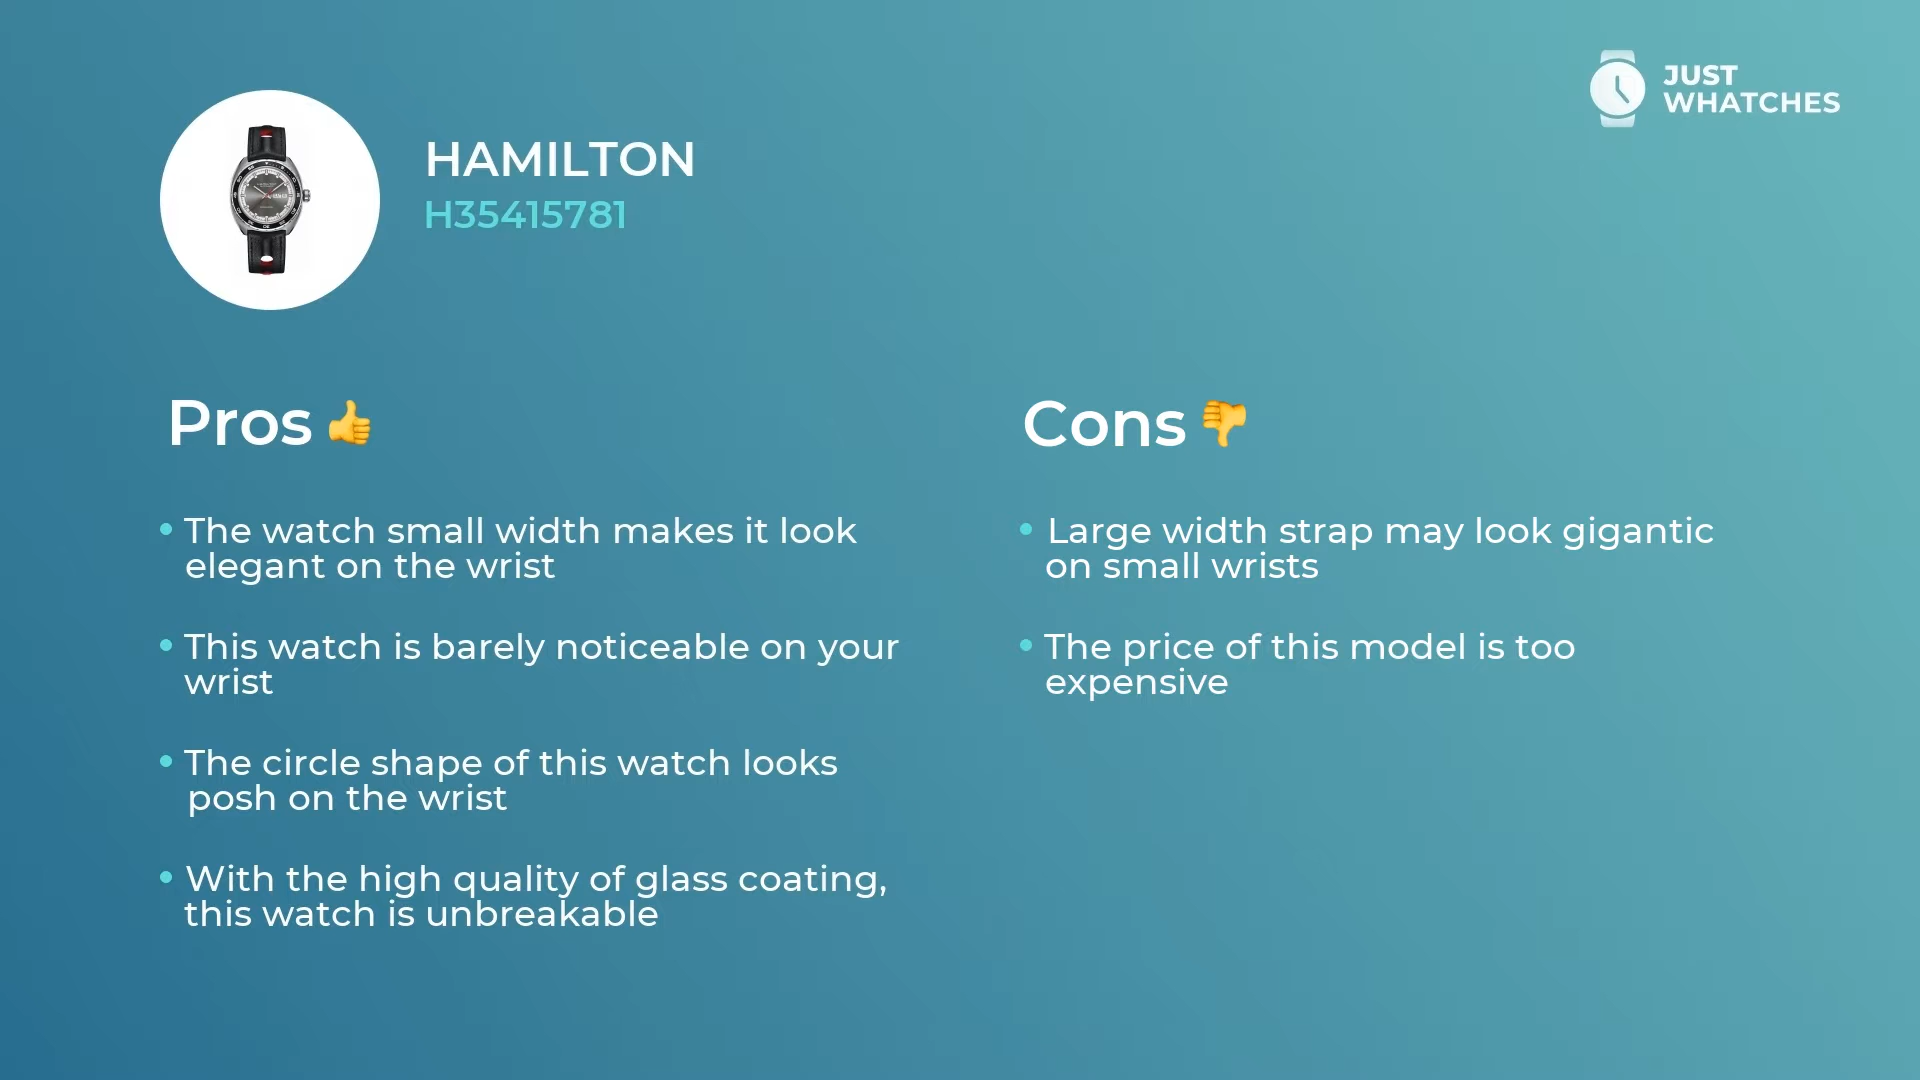 JUST
WHATCHES
HAMILTON
H35415781
Pros
The watch small width makes it look
elegant on the wrist
This watch is barely noticeable on your
wrist
The circle shape of this watch looks
posh on the wrist
With the high quality of glass coating,
this watch is unbreakable
Cons
Large width strap may look gigantic
on small wrists
The price of this model is too
expensive